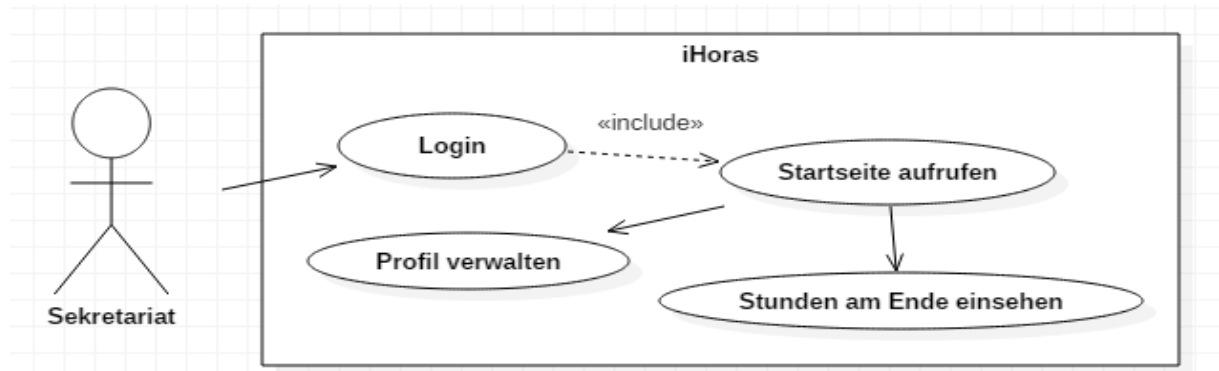 iHoras
Login
«include»
Startseite aufrufen
Profil verwalten
Stunden am Ende einsehen
Sekretariat